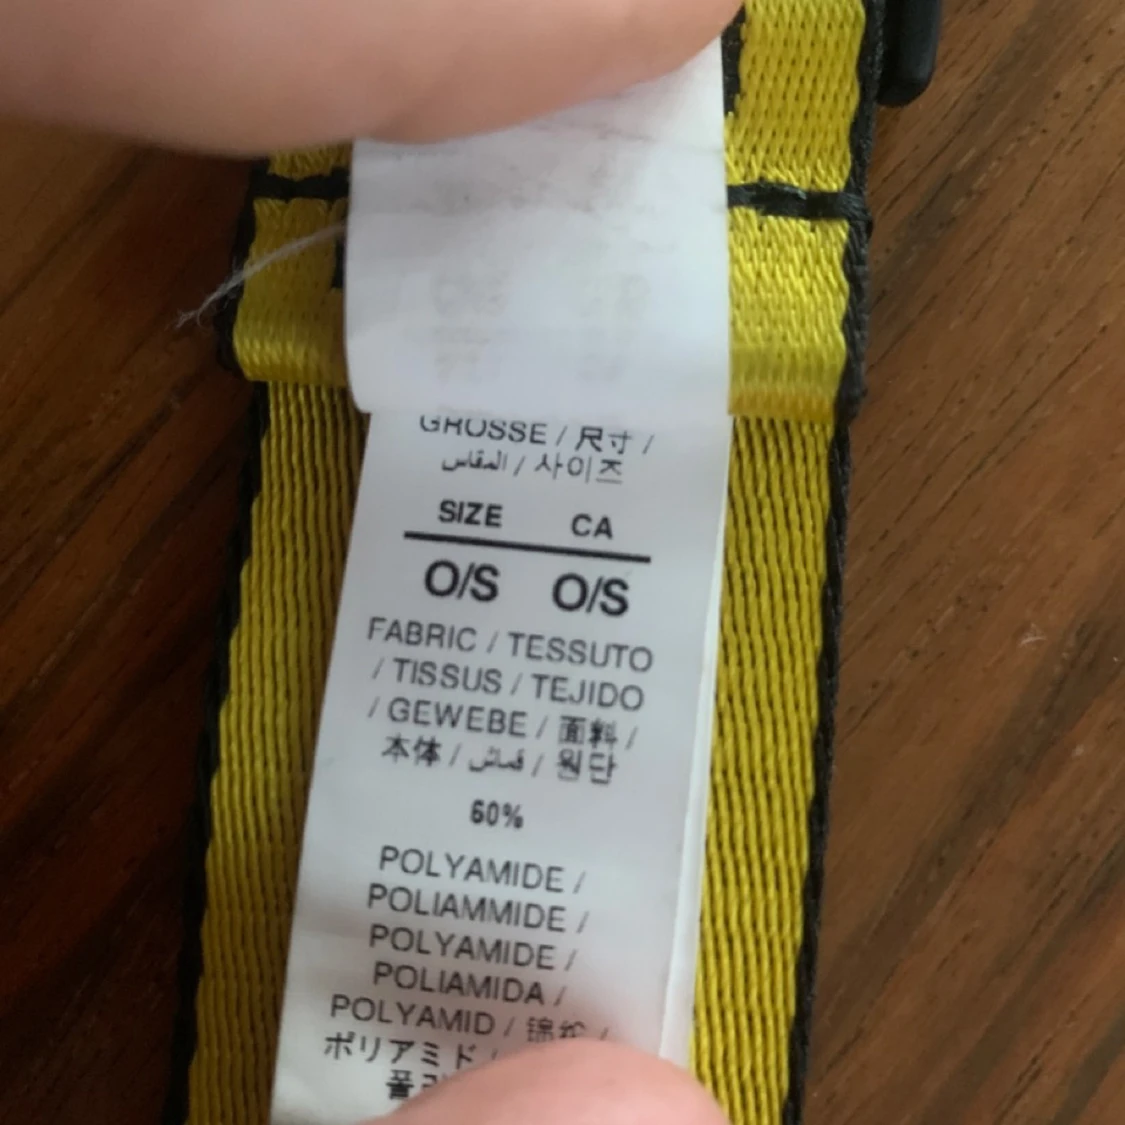 GRÖSSE / 尺寸 /
المقاس / 사이즈
SIZE CA
O/S O/S
FABRIC / TESSUTO
/ TISSUS / TEJIDO
/ GEWEBE / 面料 /
本体 / قماش / 원단
60%
POLYAMIDE /
POLIAMMIDE /
POLYAMIDE /
POLIAMIDA /
POLYAMID / 锦纶 /
ポリアミド /